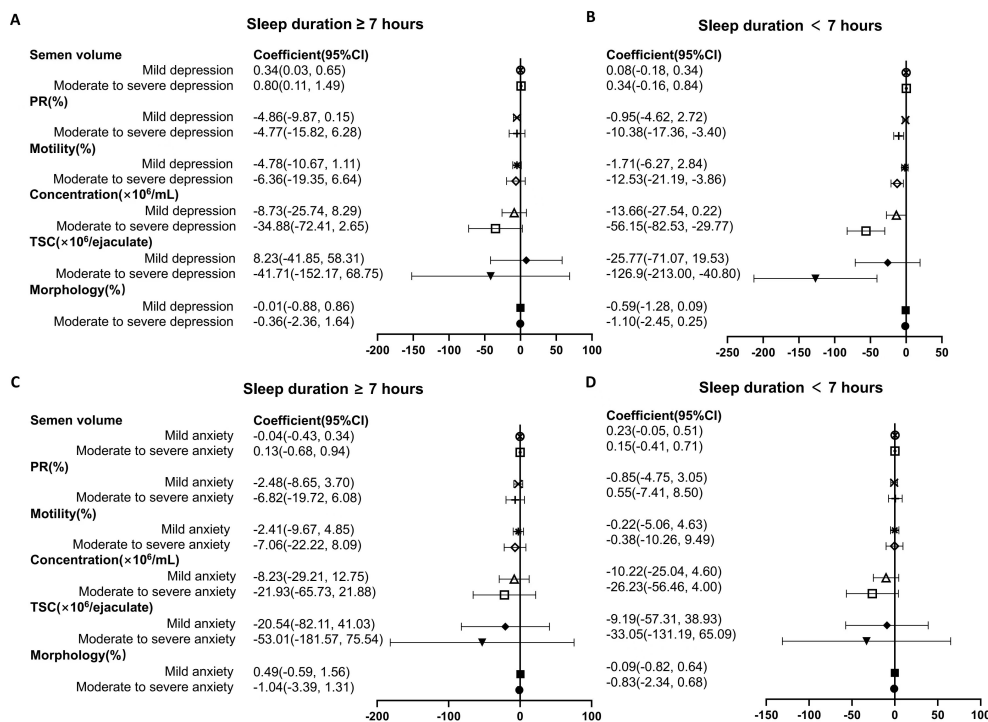 A
Sleep duration ≥ 7 hours
Semen volume Coefficient(95%CI)
Mild depression 0.34(0.03, 0.65)
Moderate to severe depression 0.80(0.11, 1.49)
PR(%)
Mild depression -4.86(-9.87, 0.15)
Moderate to severe depression -4.77(-15.82, 6.28)
Motility(%)
Mild depression -4.78(-10.67, 1.11)
Moderate to severe depression -6.36(-19.35, 6.64)
Concentration(×10⁶/mL)
Mild depression -8.73(-25.74, 8.29)
Moderate to severe depression -34.88(-72.41, 2.65)
TSC(×10⁶/ejaculate)
Mild depression 8.23(-41.85, 58.31)
Moderate to severe depression -41.71(-152.17, 68.75)
Morphology(%)
Mild depression -0.01(-0.88, 0.86)
Moderate to severe depression -0.36(-2.36, 1.64)
-200 -150 -100 -50 0 50 100
B
Sleep duration < 7 hours
Coefficient(95%CI)
0.08(-0.18, 0.34)
0.34(-0.16, 0.84)
-0.95(-4.62, 2.72)
-10.38(-17.36, -3.40)
-1.71(-6.27, 2.84)
-12.53(-21.19, -3.86)
-13.66(-27.54, 0.22)
-56.15(-82.53, -29.77)
-25.77(-71.07, 19.53)
-126.9(-213.00, -40.80)
-0.59(-1.28, 0.09)
-1.10(-2.45, 0.25)
-250 -200 -150 -100 -50 0 50
C
Sleep duration ≥ 7 hours
Semen volume Coefficient(95%CI)
Mild anxiety -0.04(-0.43, 0.34)
Moderate to severe anxiety 0.13(-0.68, 0.94)
PR(%)
Mild anxiety -2.48(-8.65, 3.70)
Moderate to severe anxiety -6.82(-19.72, 6.08)
Motility(%)
Mild anxiety -2.41(-9.67, 4.85)
Moderate to severe anxiety -7.06(-22.22, 8.09)
Concentration(×10⁶/mL)
Mild anxiety -8.23(-29.21, 12.75)
Moderate to severe anxiety -21.93(-65.73, 21.88)
TSC(×10⁶/ejaculate)
Mild anxiety -20.54(-82.11, 41.03)
Moderate to severe anxiety -53.01(-181.57, 75.54)
Morphology(%)
Mild anxiety 0.49(-0.59, 1.56)
Moderate to severe anxiety -1.04(-3.39, 1.31)
-200 -100 0 100
D
Sleep duration < 7 hours
Coefficient(95%CI)
0.23(-0.05, 0.51)
0.15(-0.41, 0.71)
-0.85(-4.75, 3.05)
0.55(-7.41, 8.50)
-0.22(-5.06, 4.63)
-0.38(-10.26, 9.49)
-10.22(-25.04, 4.60)
-26.23(-56.46, 4.00)
-9.19(-57.31, 38.93)
-33.05(-131.19, 65.09)
-0.09(-0.82, 0.64)
-0.83(-2.34, 0.68)
-150 -100 -50 0 50